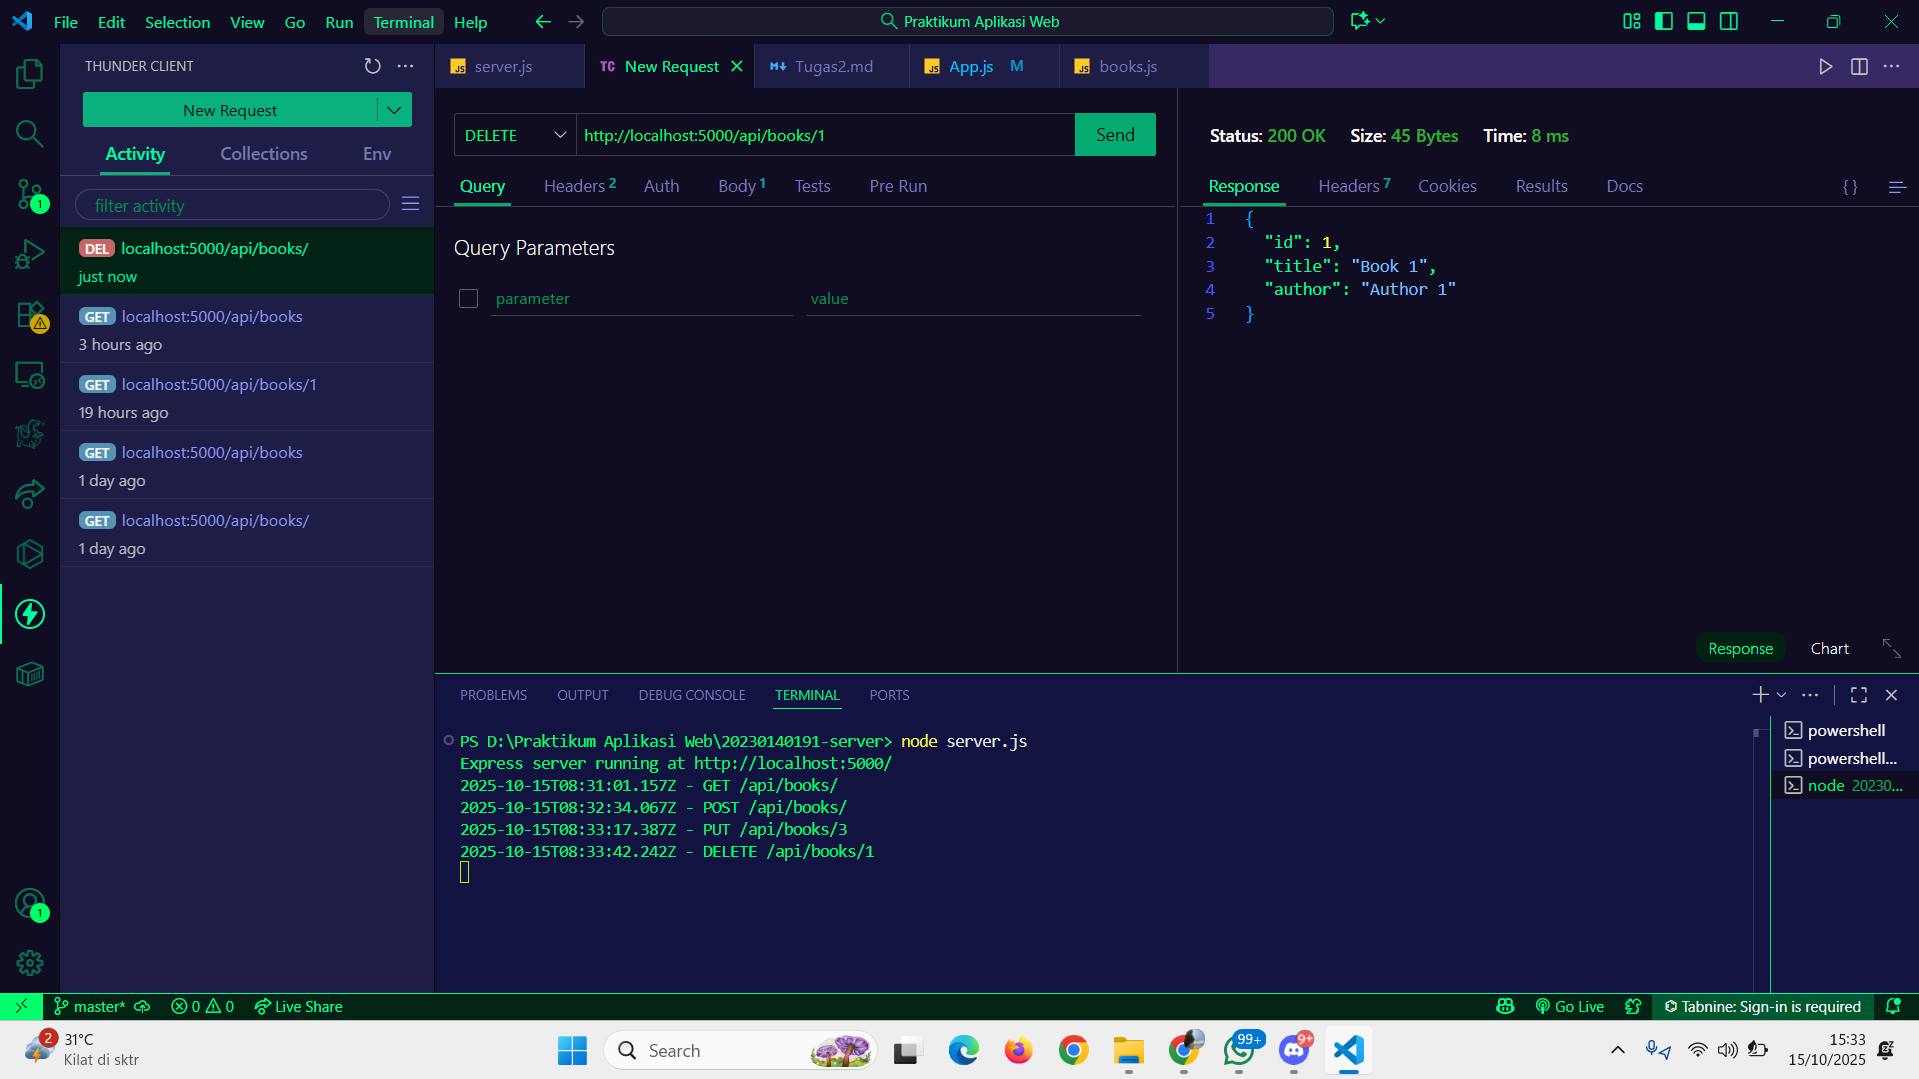 File Edit Selection View Go Run Terminal Help
Praktikum Aplikasi Web
THUNDER CLIENT
New Request
Activity Collections Env
filter activity
DEL localhost:5000/api/books/
just now
GET localhost:5000/api/books
3 hours ago
GET localhost:5000/api/books/1
19 hours ago
GET localhost:5000/api/books
1 day ago
GET localhost:5000/api/books/
1 day ago
JS server.js
TC New Request
Tugas2.md
JS App.js M
JS books.js
DELETE http://localhost:5000/api/books/1 Send
Query Headers 2 Auth Body 1 Tests Pre Run
Query Parameters
parameter value
Status: 200 OK Size: 45 Bytes Time: 8 ms
Response Headers 7 Cookies Results Docs { }
1 {
2 "id": 1,
3 "title": "Book 1",
4 "author": "Author 1"
5 }
Response Chart
PROBLEMS OUTPUT DEBUG CONSOLE TERMINAL PORTS
PS D:\Praktikum Aplikasi Web\20230140191-server> node server.js
Express server running at http://localhost:5000/
2025-10-15T08:31:01.157Z - GET /api/books/
2025-10-15T08:32:34.067Z - POST /api/books/
2025-10-15T08:33:17.387Z - PUT /api/books/3
2025-10-15T08:33:42.242Z - DELETE /api/books/1
powershell
powershell...
node 20230...
1
1
master* 0 0 Live Share
Go Live Tabnine: Sign-in is required
2 31°C
Kilat di sktr
Search
99+
9+
15:33
15/10/2025